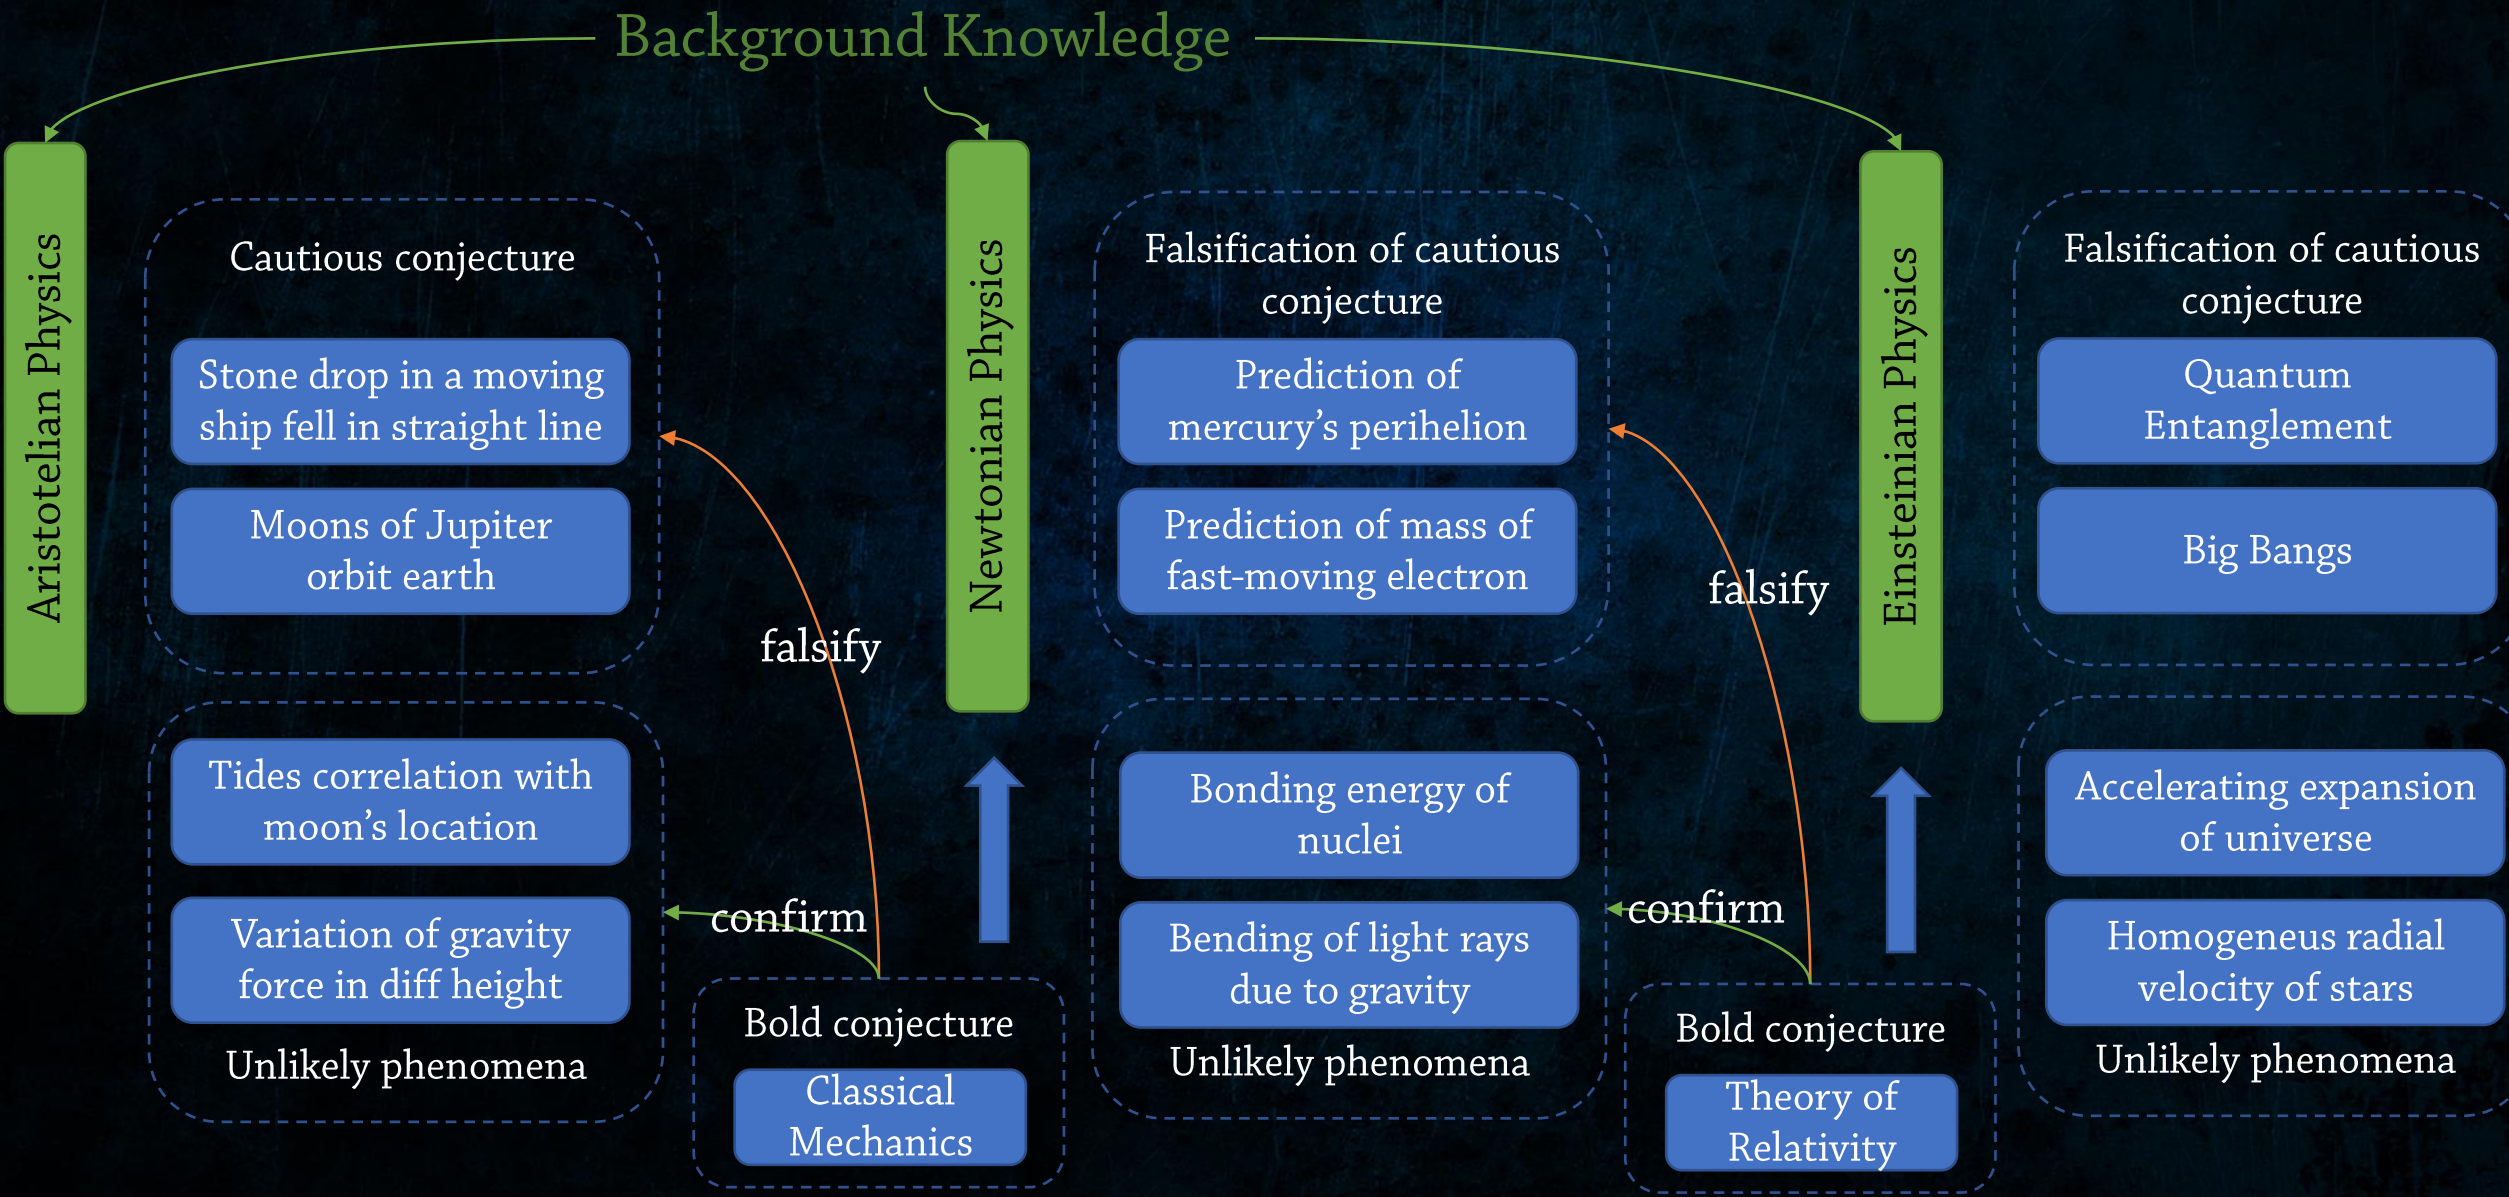 Background Knowledge
Aristotelian Physics
Cautious conjecture
Stone drop in a moving
ship fell in straight line
Moons of Jupiter
orbit earth
Tides correlation with
moon's location
Variation of gravity
force in diff height
Unlikely phenomena
falsify
confirm
Bold conjecture
Classical
Mechanics
Newtonian Physics
Falsification of cautious
conjecture
Prediction of
mercury’s perihelion
Prediction of mass of
fast-moving electron
Bonding energy of
nuclei
Bending of light rays
due to gravity
Unlikely phenomena
falsify
confirm
Bold conjecture
Theory of
Relativity
Einsteinian Physics
Falsification of cautious
conjecture
Quantum
Entanglement
Big Bangs
Accelerating expansion
of universe
Homogeneus radial
velocity of stars
Unlikely phenomena